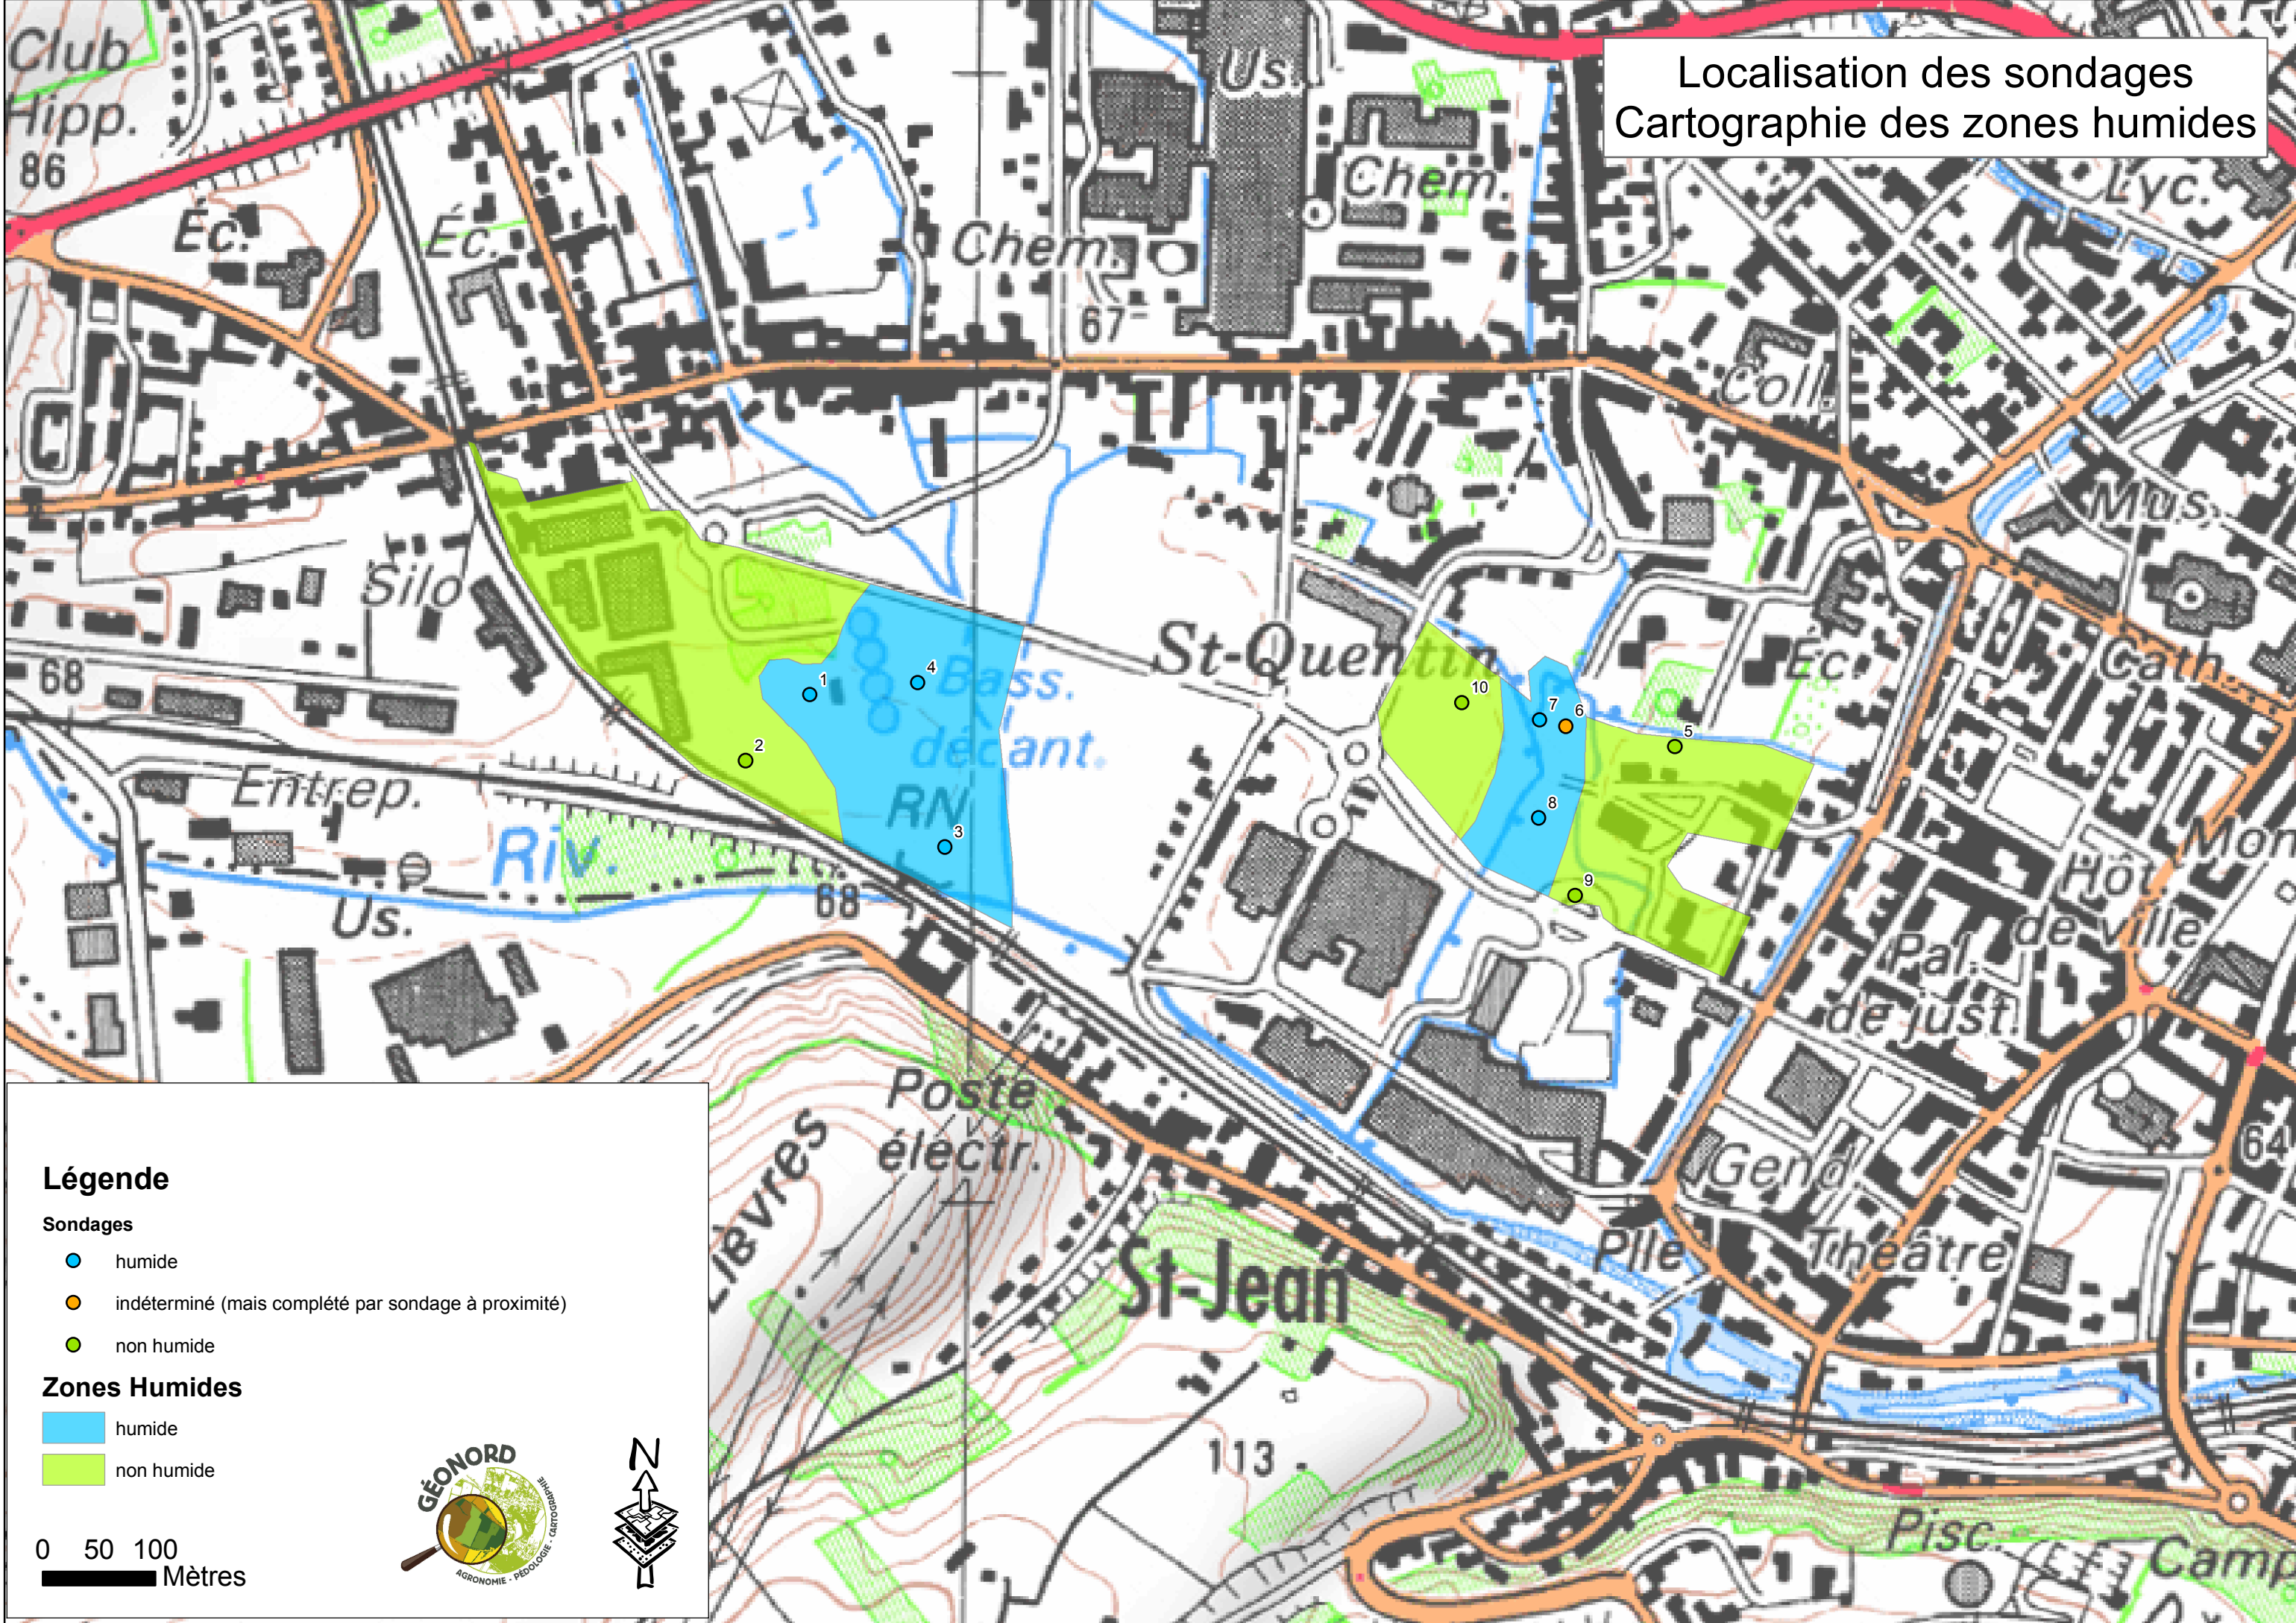 Localisation des sondages
Cartographie des zones humides
Club
Hipp.
86
Éc.
Éc.
Us.
Chem.
Chem.
67
Lyc.
Coll.
Mus.
Silo
68
St-Quentin
Éc.
Cath.
1
4
2
3
Bass.
décant.
RN
10
7
6
5
8
9
Entrep.
Riv.
Us.
68
Hôt.
de ville
Pal.
de just.
Poste
électr.
Lièvres
Gend
Pile
Théâtre
64
St-Jean
113
Pisc.
Camp
Légende
Sondages
humide
indéterminé (mais complété par sondage à proximité)
non humide
Zones Humides
humide
non humide
0 50 100
Mètres
GÉONORD
AGRONOMIE - PÉDOLOGIE - CARTOGRAPHIE
N